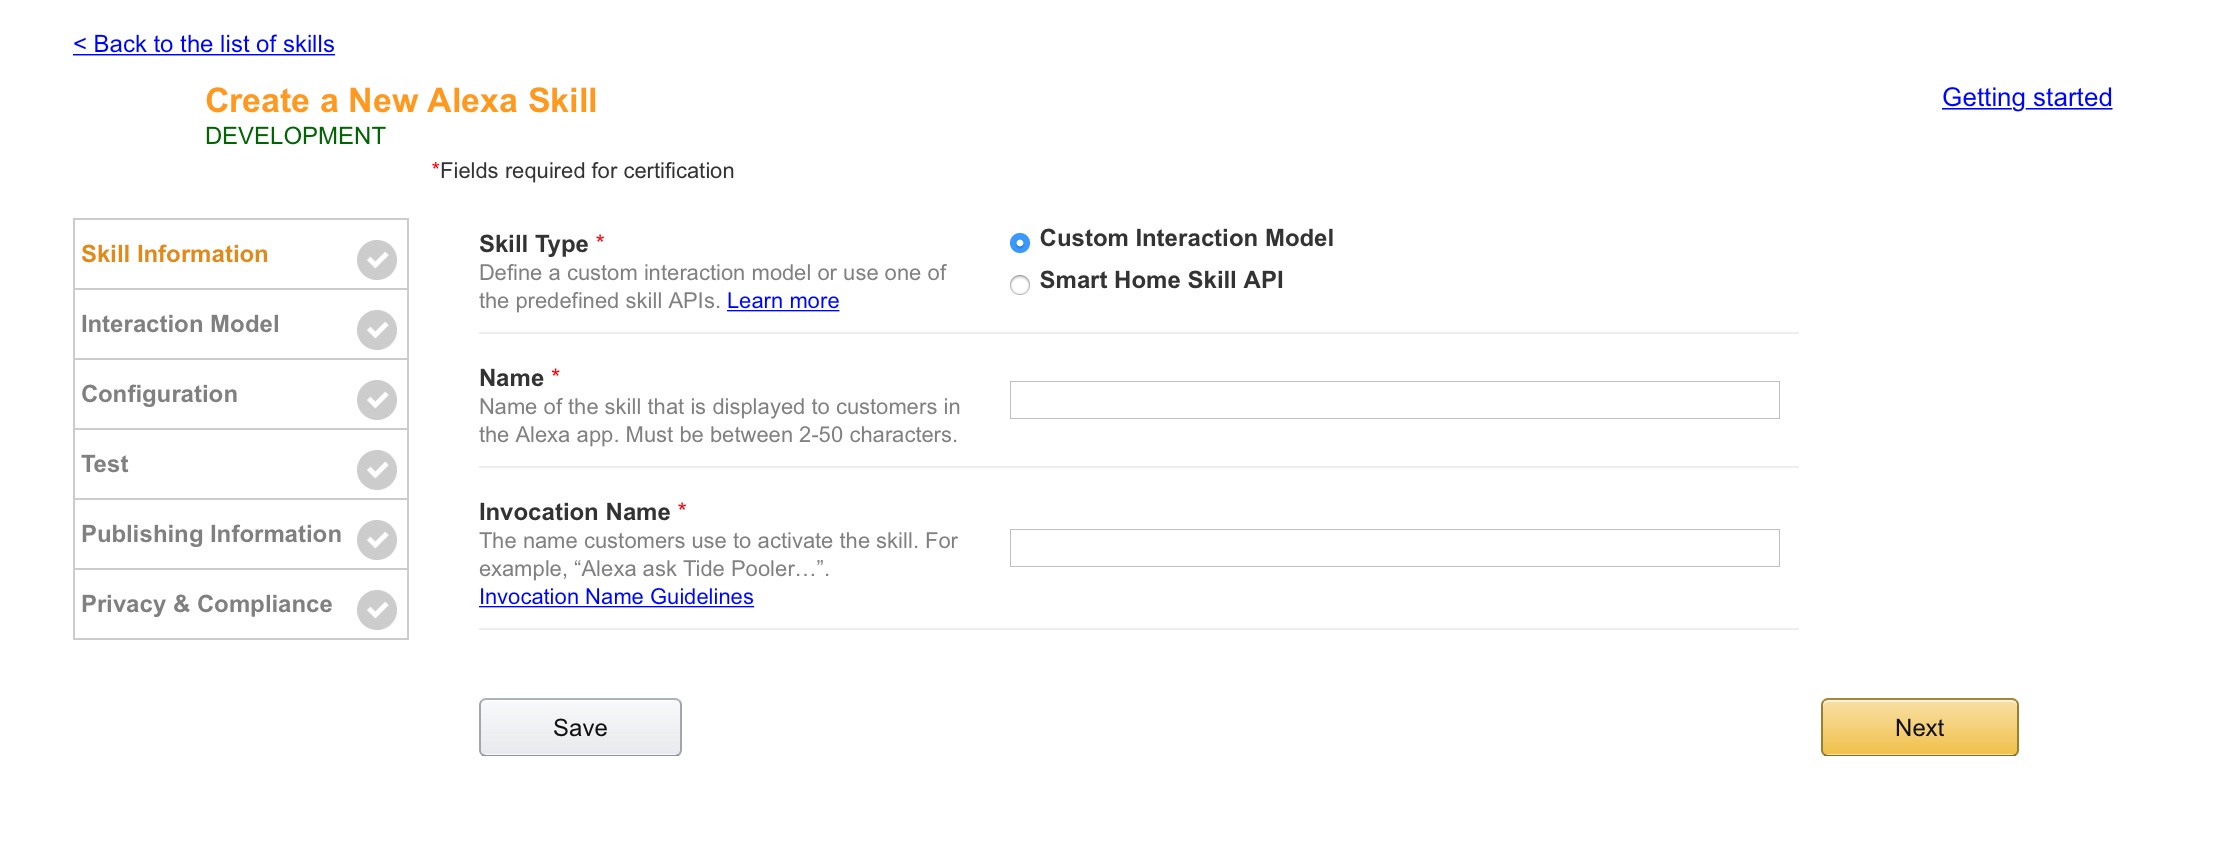 < Back to the list of skills
Create a New Alexa Skill
Getting started
DEVELOPMENT
*Fields required for certification
Skill Information
Interaction Model
Configuration
Test
Publishing Information
Privacy & Compliance
Skill Type *
Define a custom interaction model or use one of
the predefined skill APIs. Learn more
Custom Interaction Model
Smart Home Skill API
Name *
Name of the skill that is displayed to customers in
the Alexa app. Must be between 2-50 characters.
Invocation Name *
The name customers use to activate the skill. For
example, “Alexa ask Tide Pooler…”.
Invocation Name Guidelines
Save
Next